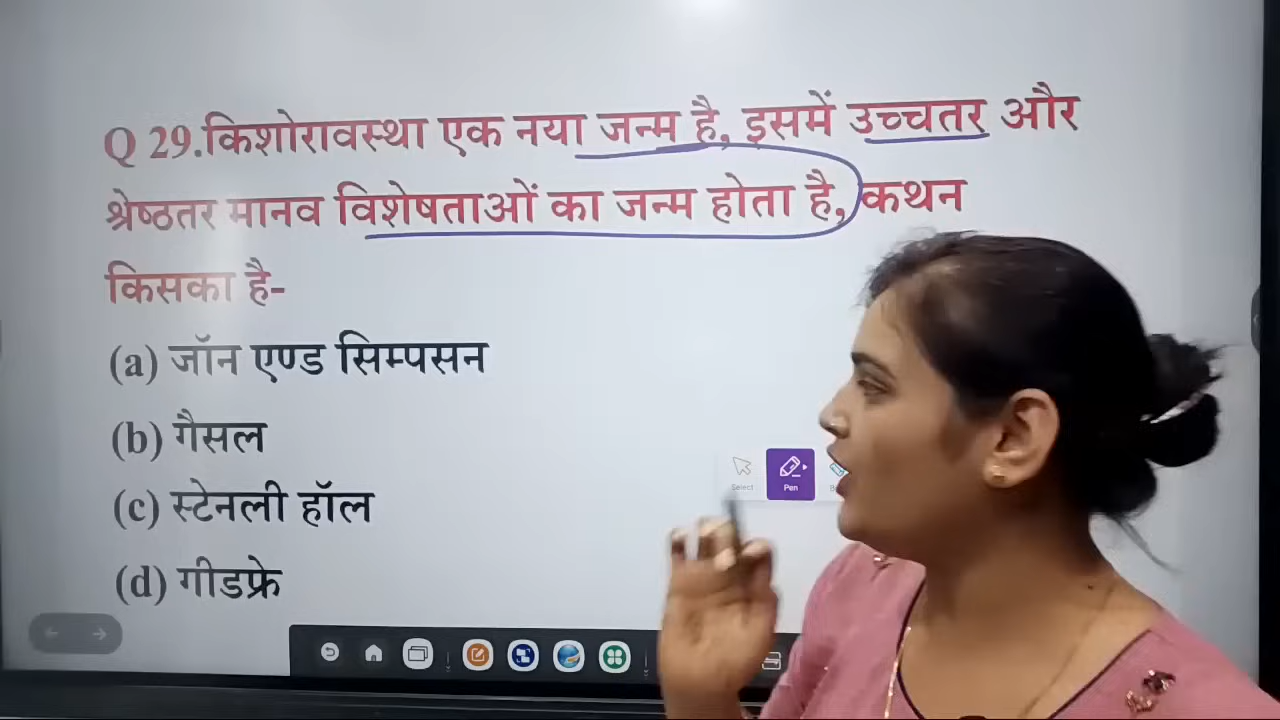 Q 29.किशोरावस्था एक नया जन्म है, इसमें उच्चतर और
श्रेष्ठतर मानव विशेषताओं का जन्म होता है, कथन
किसका है-
(a) जॉन एण्ड सिम्पसन
(b) गैसल
(c) स्टेनली हॉल
(d) गीडफ्रे
Select
Pen